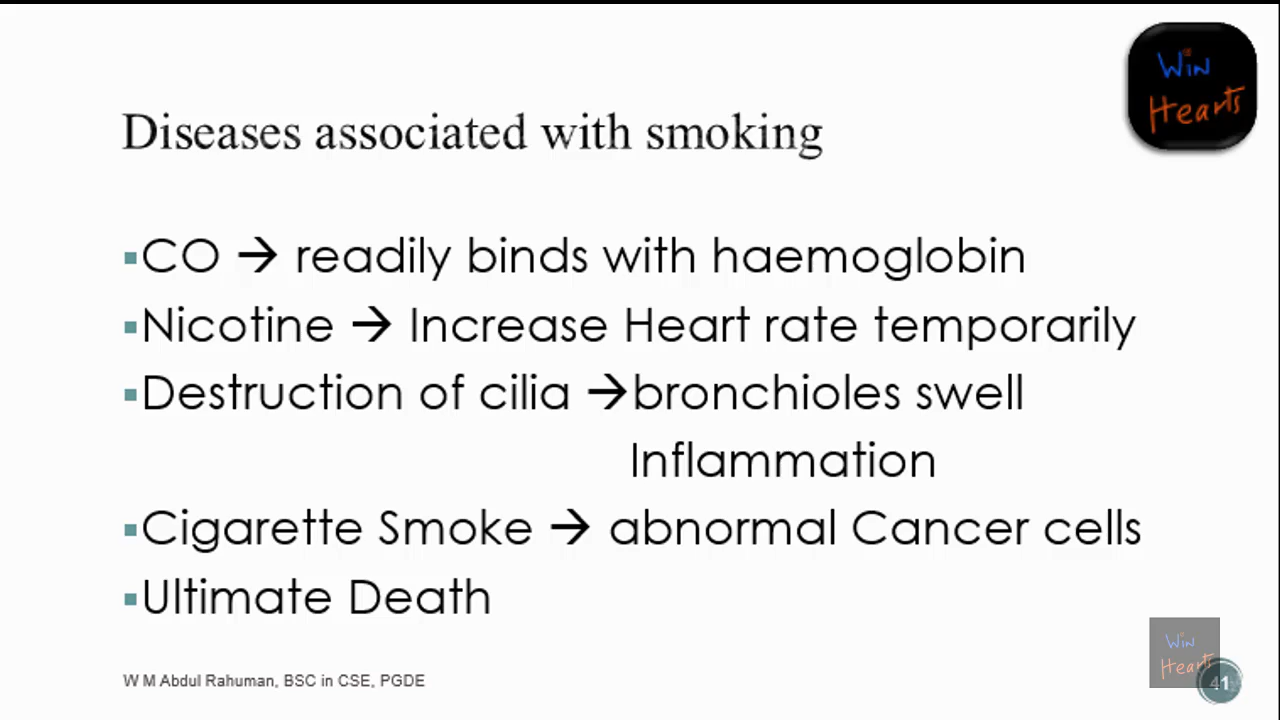 Win
Hearts
Diseases associated with smoking
▪CO → readily binds with haemoglobin
▪Nicotine → Increase Heart rate temporarily
▪Destruction of cilia →bronchioles swell
Inflammation
▪Cigarette Smoke → abnormal Cancer cells
▪Ultimate Death
W M Abdul Rahuman, BSC in CSE, PGDE
Win
Hearts
41